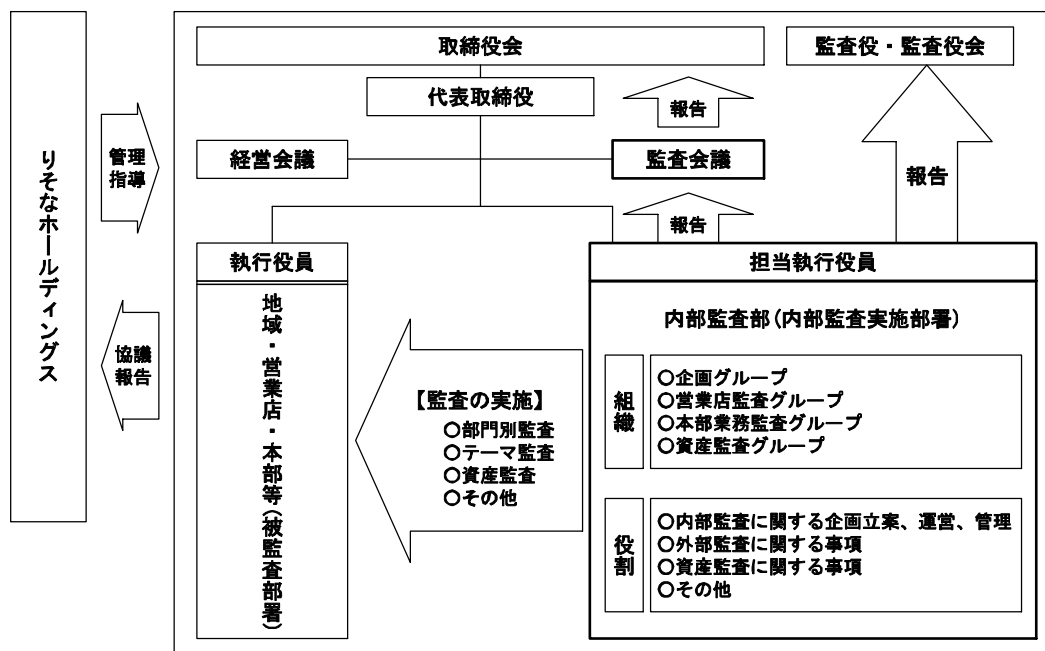 取締役会
監査役・監査役会
代表取締役
報告
経営会議
監査会議
管理
指導
りそなホールディングス
報告
報告
執行役員
担当執行役員
地域・営業店・本部等(被監査部署)
内部監査部(内部監査実施部署)
協議
報告
【監査の実施】
○部門別監査
○テーマ監査
○資産監査
○その他
組織
○企画グループ
○営業店監査グループ
○本部業務監査グループ
○資産監査グループ
役割
○内部監査に関する企画立案、運営、管理
○外部監査に関する事項
○資産監査に関する事項
○その他